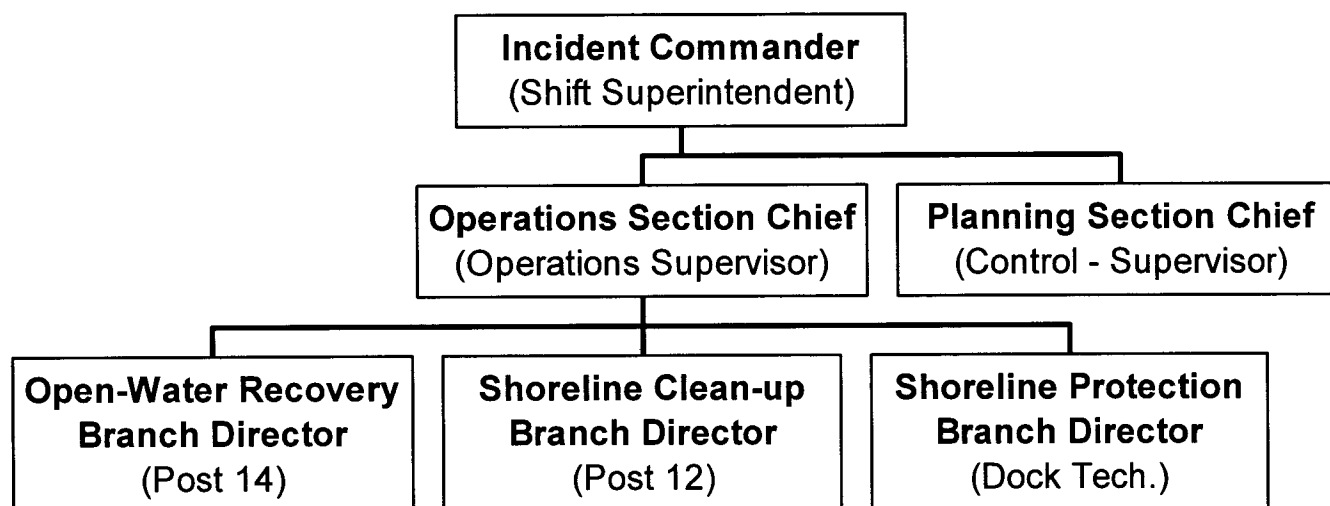 Incident Commander
(Shift Superintendent)
Operations Section Chief
(Operations Supervisor)
Planning Section Chief
(Control - Supervisor)
Open-Water Recovery
Branch Director
(Post 14)
Shoreline Clean-up
Branch Director
(Post 12)
Shoreline Protection
Branch Director
(Dock Tech.)